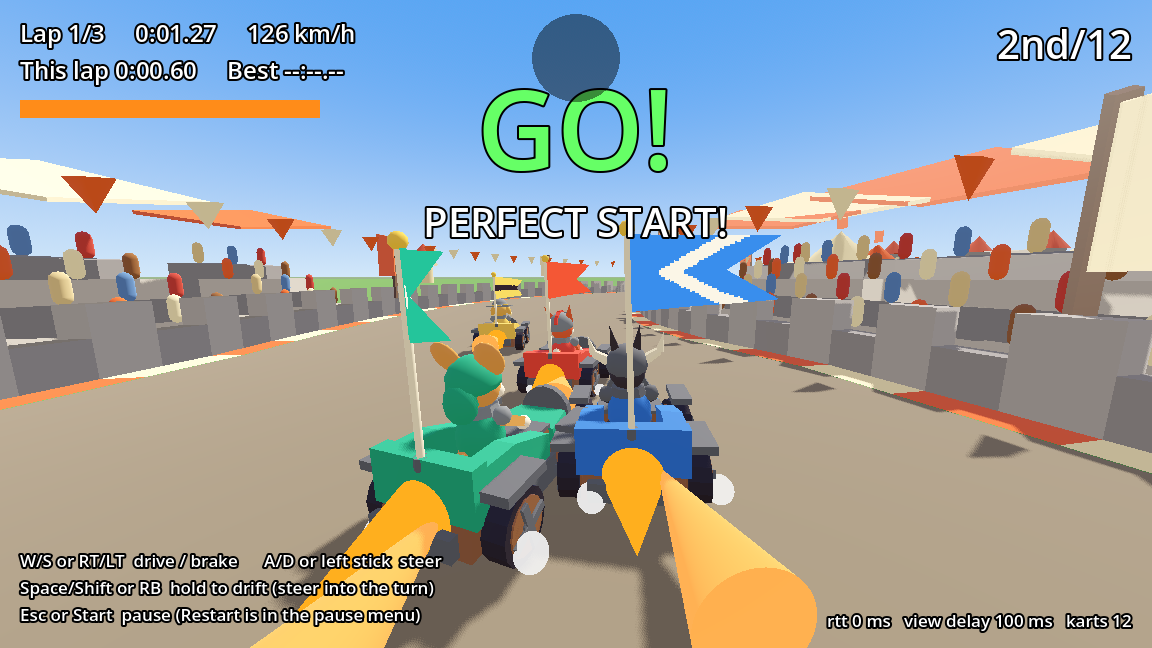 Lap 1/3 0:01.27 126 km/h
2nd/12
This lap 0:00.60 Best --:--.--
GO!
PERFECT START!
W/S or RT/LT drive / brake A/D or left stick steer
Space/Shift or RB hold to drift (steer into the turn)
Esc or Start pause (Restart is in the pause menu)
rtt 0 ms view delay 100 ms karts 12